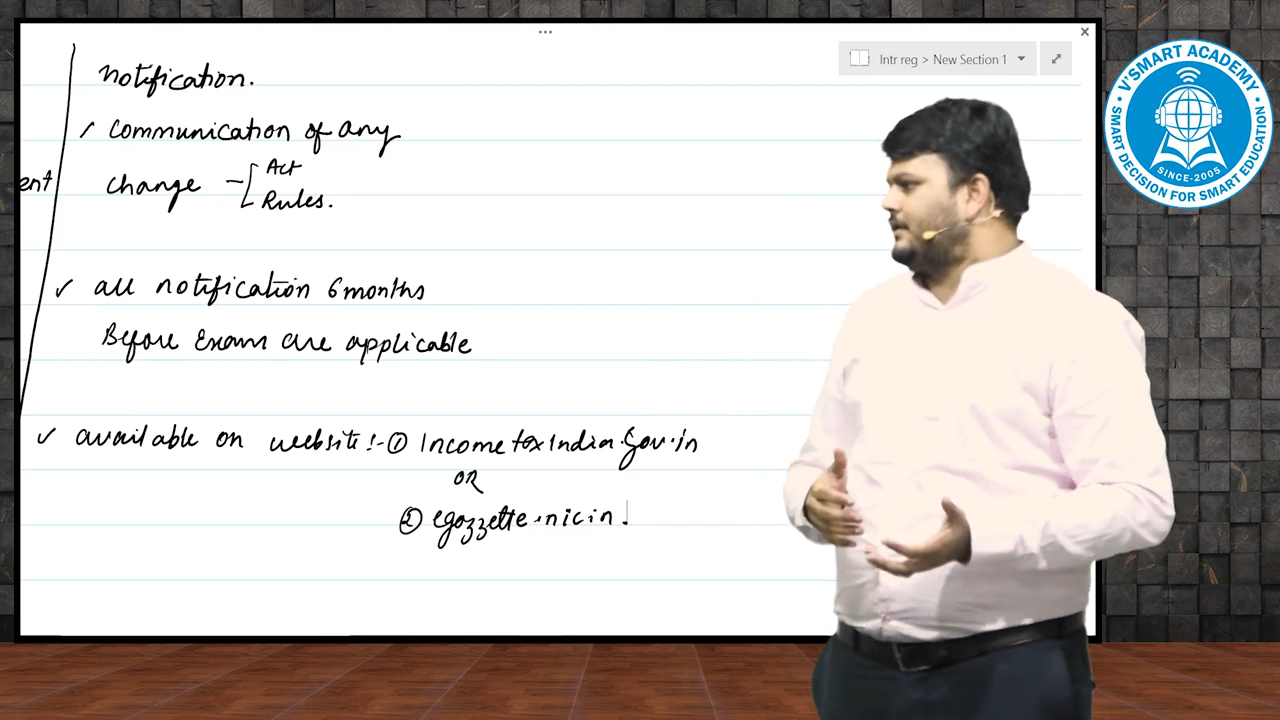 Intr reg > New Section 1
Notification.
Communication of any
Change
Act
Rules.
ent
all notification 6 months
Before Exam are applicable
available on website:- ① Incometaxindia.Gov.in
OR
② egazzette.nic.in
V'SMART ACADEMY
SINCE-2005
SMART DECISION FOR SMART EDUCATION